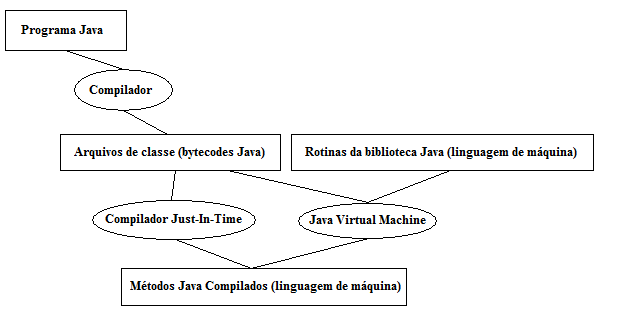 Programa Java
Compilador
Arquivos de classe (bytecodes Java)
Rotinas da biblioteca Java (linguagem de máquina)
Compilador Just-In-Time
Java Virtual Machine
Métodos Java Compilados (linguagem de máquina)